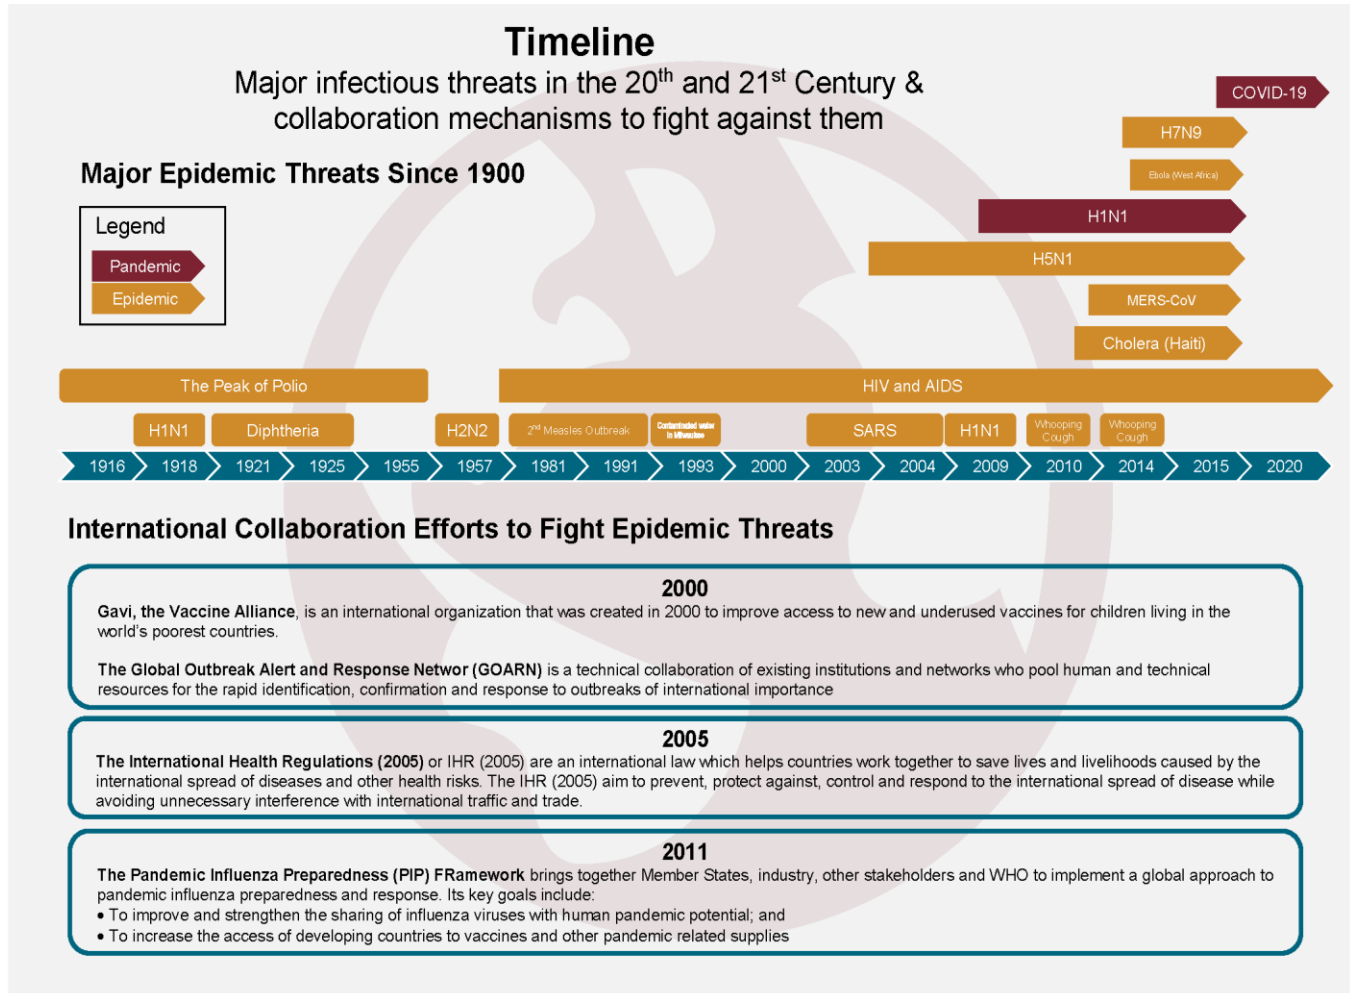 Timeline
Major infectious threats in the 20th and 21st Century &
collaboration mechanisms to fight against them
Major Epidemic Threats Since 1900
Legend
Pandemic
Epidemic
COVID-19
H7N9
Ebola (West Africa)
H1N1
H5N1
MERS-CoV
Cholera (Haiti)
The Peak of Polio
HIV and AIDS
H1N1
Diphtheria
H2N2
2nd Measles Outbreak
Contaminated water
in Milwaukee
SARS
H1N1
Whooping
Cough
Whooping
Cough
1916 1918 1921 1925 1955 1957 1981 1991 1993 2000 2003 2004 2009 2010 2014 2015 2020
International Collaboration Efforts to Fight Epidemic Threats
2000
Gavi, the Vaccine Alliance, is an international organization that was created in 2000 to improve access to new and underused vaccines for children living in the
world's poorest countries.
The Global Outbreak Alert and Response Networ (GOARN) is a technical collaboration of existing institutions and networks who pool human and technical
resources for the rapid identification, confirmation and response to outbreaks of international importance
2005
The International Health Regulations (2005) or IHR (2005) are an international law which helps countries work together to save lives and livelihoods caused by the
international spread of diseases and other health risks. The IHR (2005) aim to prevent, protect against, control and respond to the international spread of disease while
avoiding unnecessary interference with international traffic and trade.
2011
The Pandemic Influenza Preparedness (PIP) FRamework brings together Member States, industry, other stakeholders and WHO to implement a global approach to
pandemic influenza preparedness and response. Its key goals include:
• To improve and strengthen the sharing of influenza viruses with human pandemic potential; and
• To increase the access of developing countries to vaccines and other pandemic related supplies